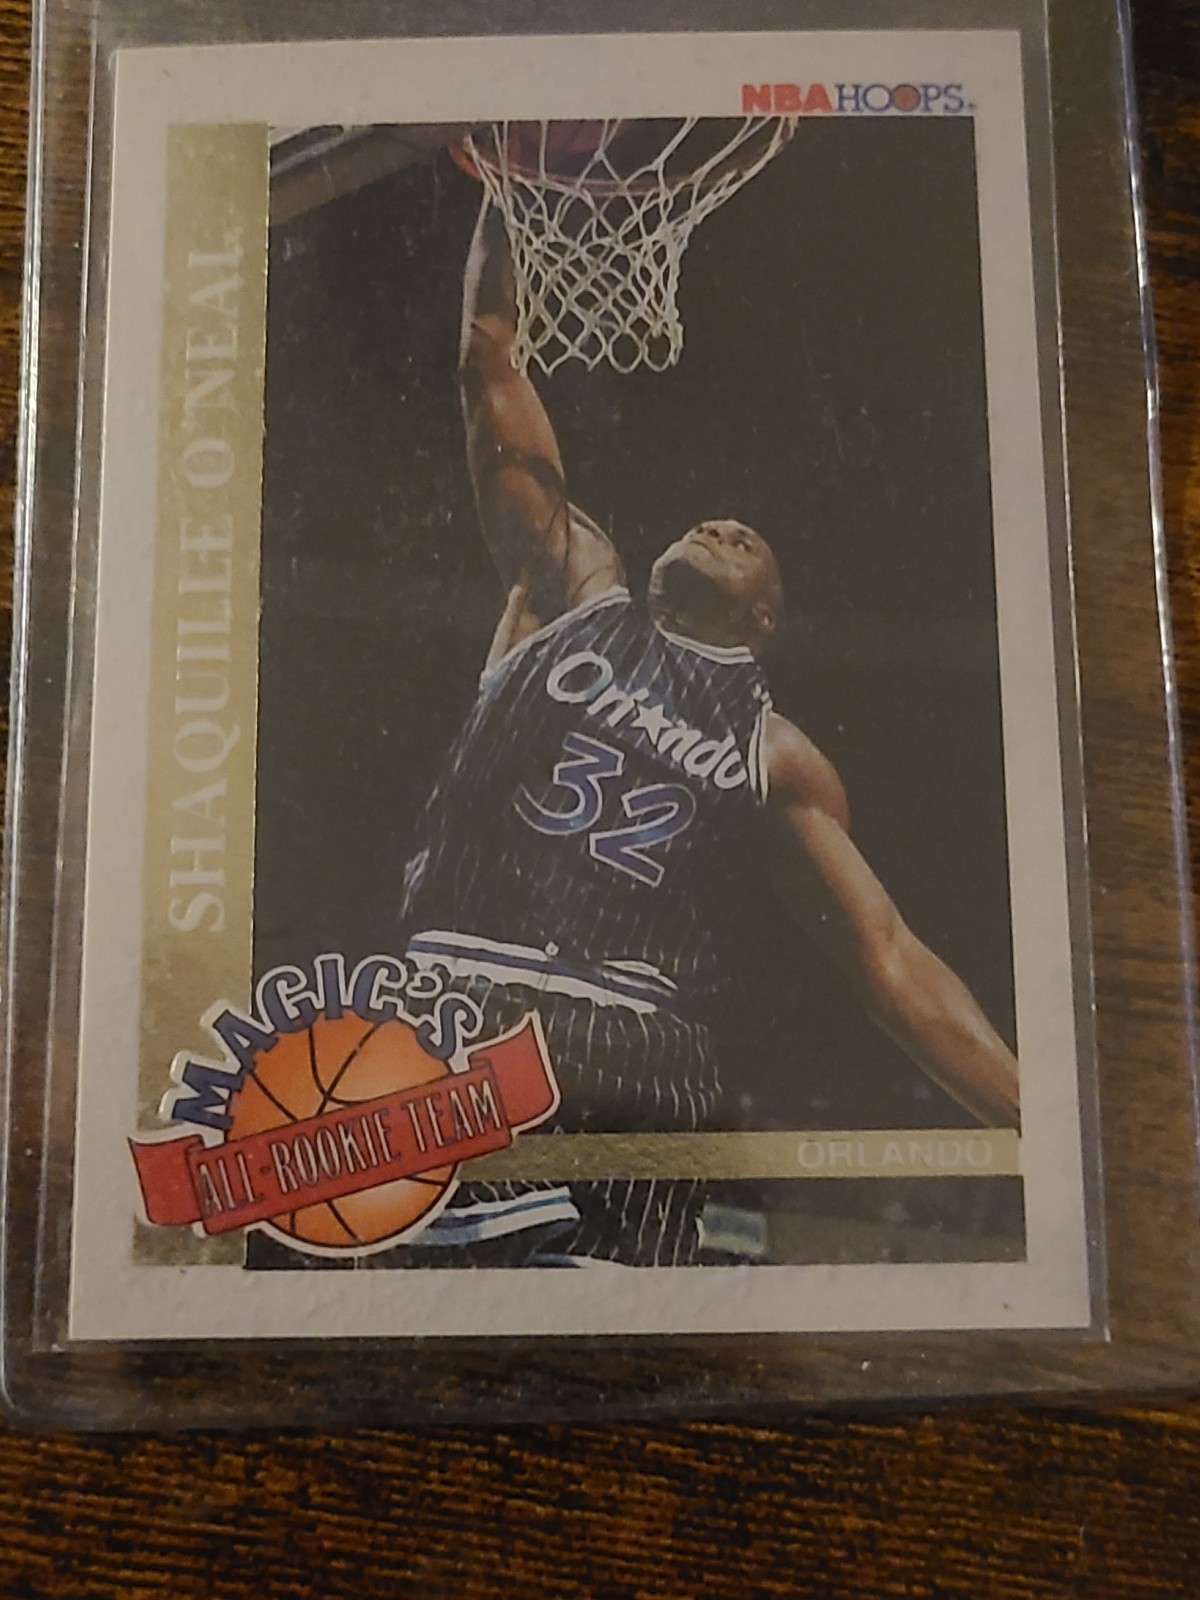 NBA HOOPS
SHAQUILLE O'NEAL
Orlando
32
MAGIC'S
ALL-ROOKIE TEAM
ORLANDO